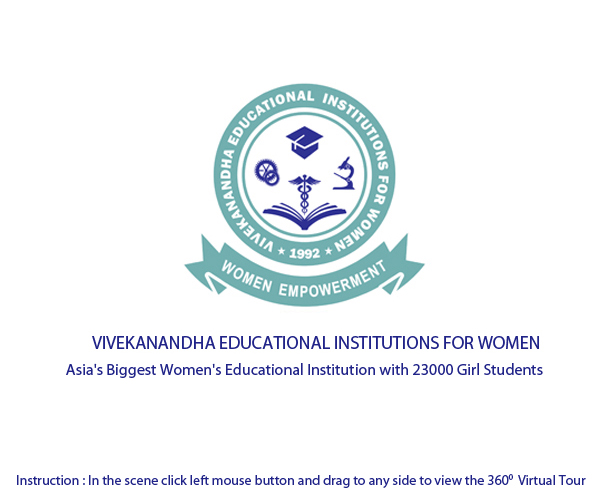 VIVEKANANDHA EDUCATIONAL INSTITUTIONS FOR WOMEN
★ 1992 ★
WOMEN EMPOWERMENT
VIVEKANANDHA EDUCATIONAL INSTITUTIONS FOR WOMEN
Asia's Biggest Women's Educational Institution with 23000 Girl Students
Instruction : In the scene click left mouse button and drag to any side to view the 360⁰ Virtual Tour